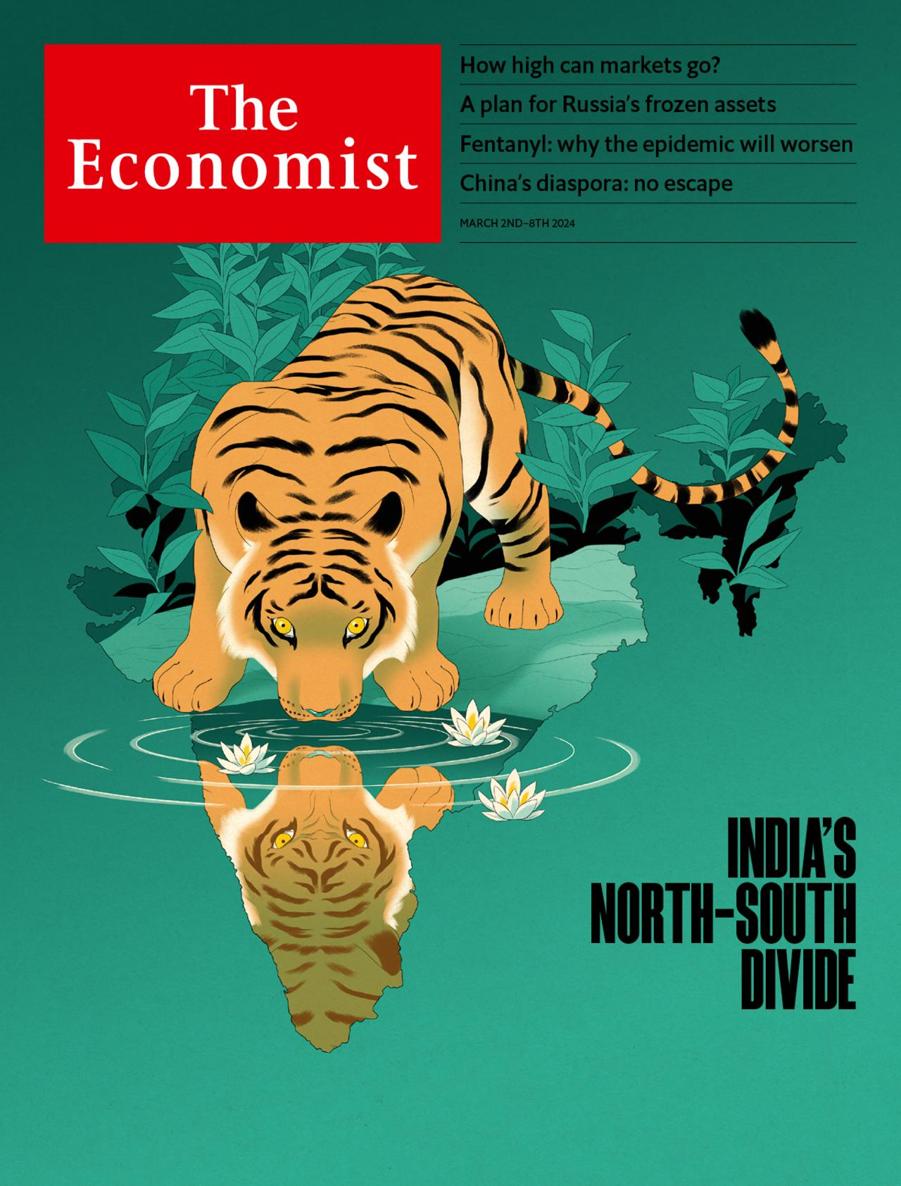 The
Economist
How high can markets go?
A plan for Russia's frozen assets
Fentanyl: why the epidemic will worsen
China's diaspora: no escape
MARCH 2ND–8TH 2024
INDIA'S
NORTH–SOUTH
DIVIDE